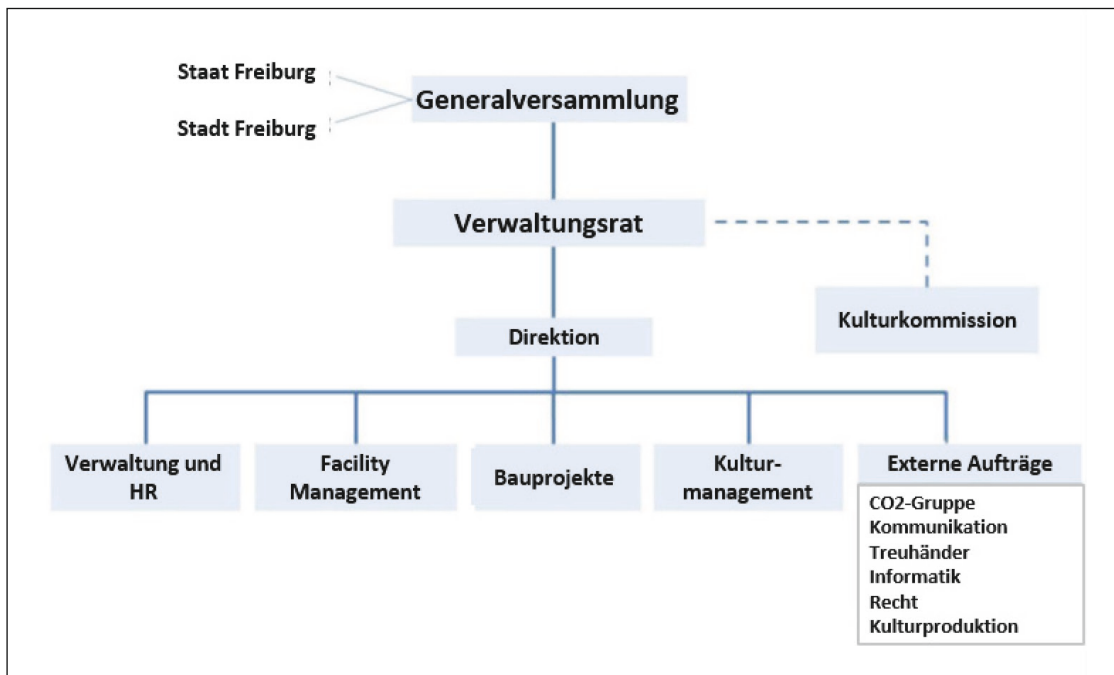 Staat Freiburg
Generalversammlung
Stadt Freiburg
Verwaltungsrat
Kulturkommission
Direktion
Verwaltung und
HR
Facility
Management
Bauprojekte
Kultur-
management
Externe Aufträge
CO2-Gruppe
Kommunikation
Treuhänder
Informatik
Recht
Kulturproduktion